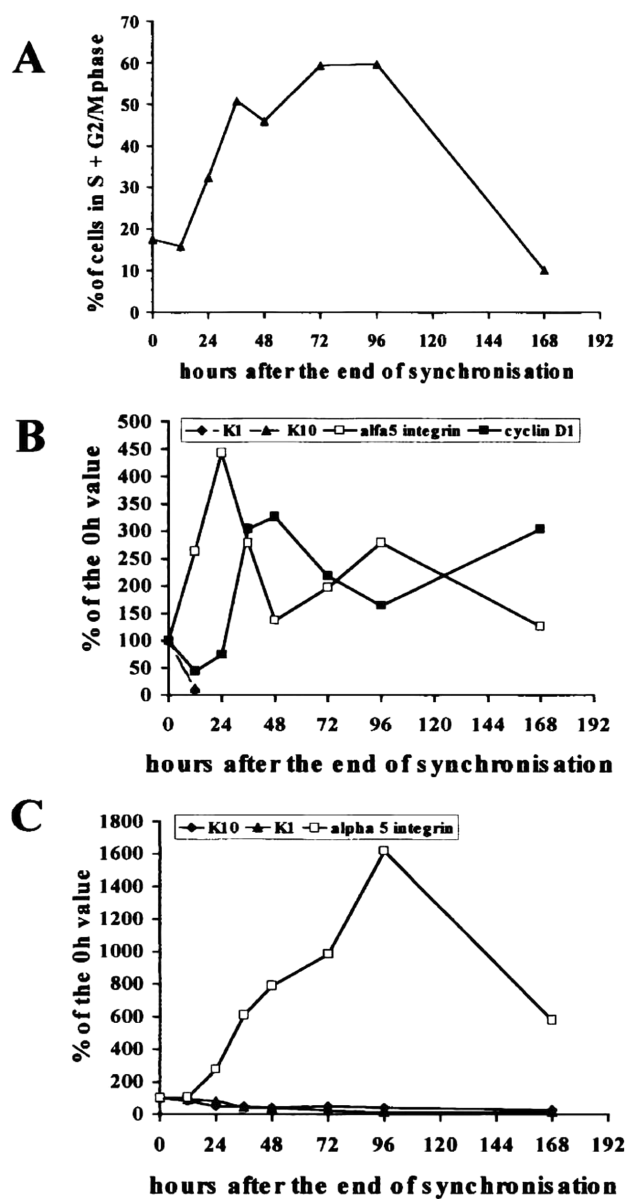 A
% of cells in S + G2/M phase
70
60
50
40
30
20
10
0
0 24 48 72 96 120 144 168 192
hours after the end of synchronisation
B
K1 K10 alfa5 integrin cyclin D1
% of the 0h value
500
450
400
350
300
250
200
150
100
50
0
0 24 48 72 96 120 144 168 192
hours after the end of synchronisation
C
K10 K1 alpha 5 integrin
% of the 0h value
1800
1600
1400
1200
1000
800
600
400
200
0
0 24 48 72 96 120 144 168 192
hours after the end of synchronisation